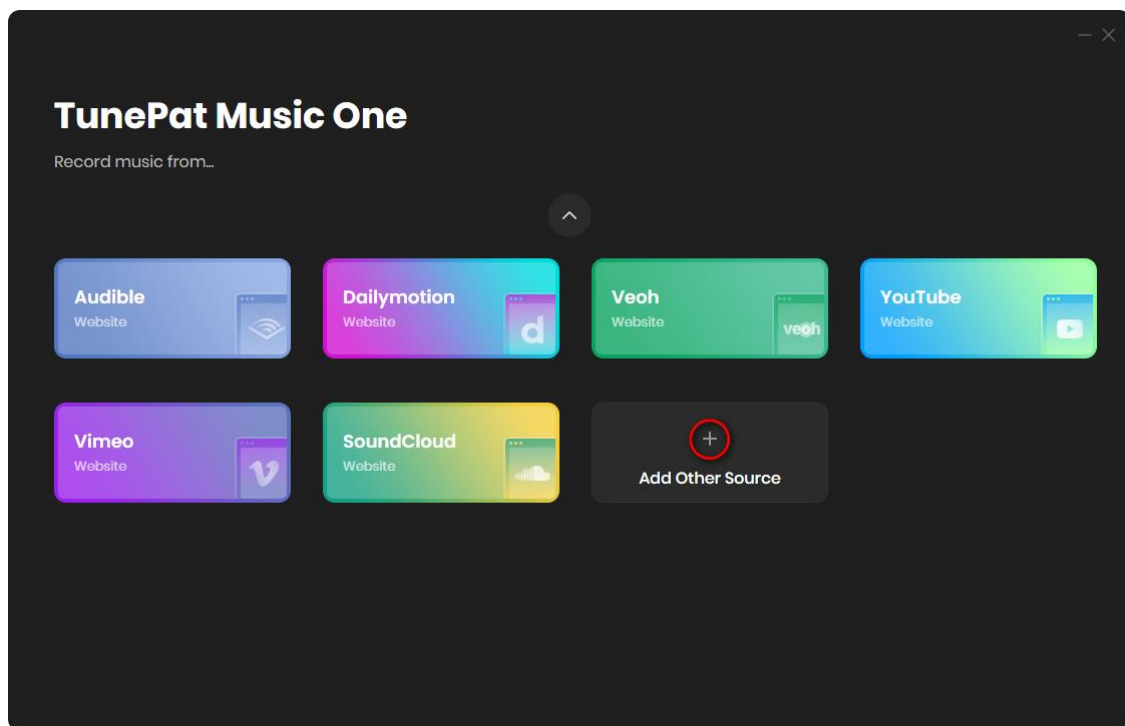 TunePat Music One
Record music from...
Audible
Website
Dailymotion
Website
d
Veoh
Website
veoh
YouTube
Website
Vimeo
Website
v
SoundCloud
Website
Add Other Source